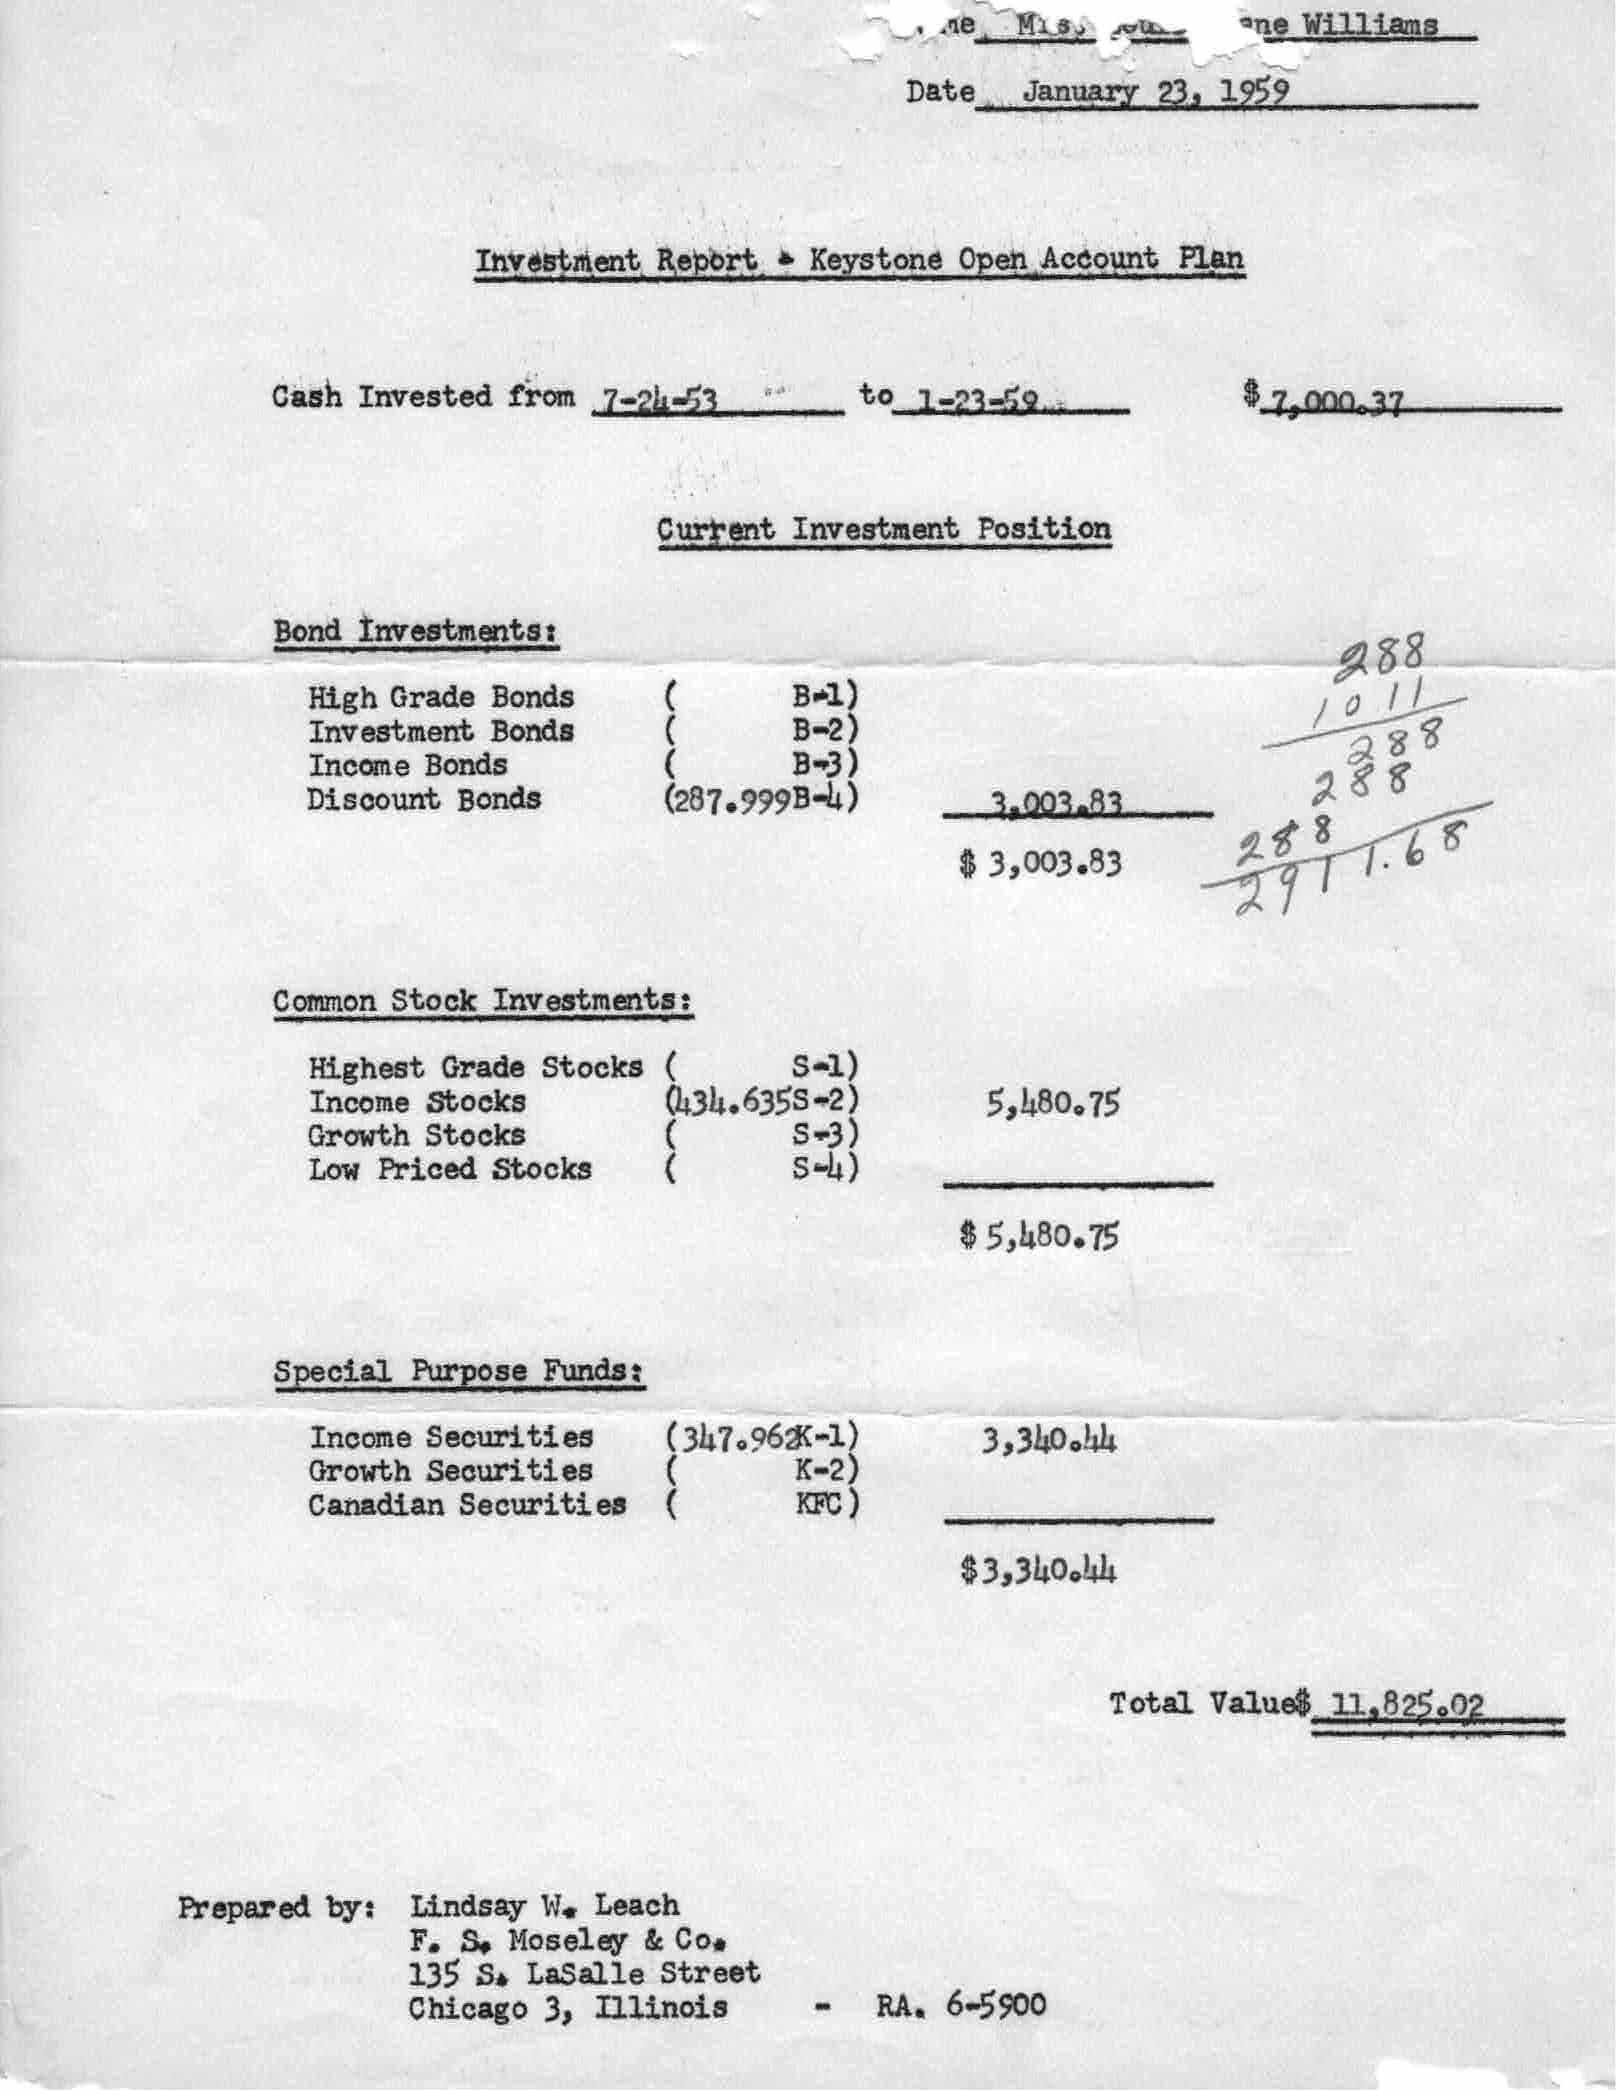 Williams
Date January 23, 1959
Investment Report - Keystone Open Account Plan
Cash Invested from 7-24-53 to 1-23-59 $ 7,000.37
Current Investment Position
Bond Investments:
High Grade Bonds ( B-1)
Investment Bonds ( B-2)
Income Bonds ( B-3)
Discount Bonds (287.999B-4) 3,003.83
$ 3,003.83
288
1011
288
288
288
2911.68
Common Stock Investments:
Highest Grade Stocks ( S-1)
Income Stocks (434.635S-2) 5,480.75
Growth Stocks ( S-3)
Low Priced Stocks ( S-4)
$ 5,480.75
Special Purpose Funds:
Income Securities (347.962K-1) 3,340.44
Growth Securities ( K-2)
Canadian Securities ( KFC)
$3,340.44
Total Value$ 11,825.02
Prepared by: Lindsay W. Leach
F. S. Moseley & Co.
135 S. LaSalle Street
Chicago 3, Illinois - RA. 6-5900